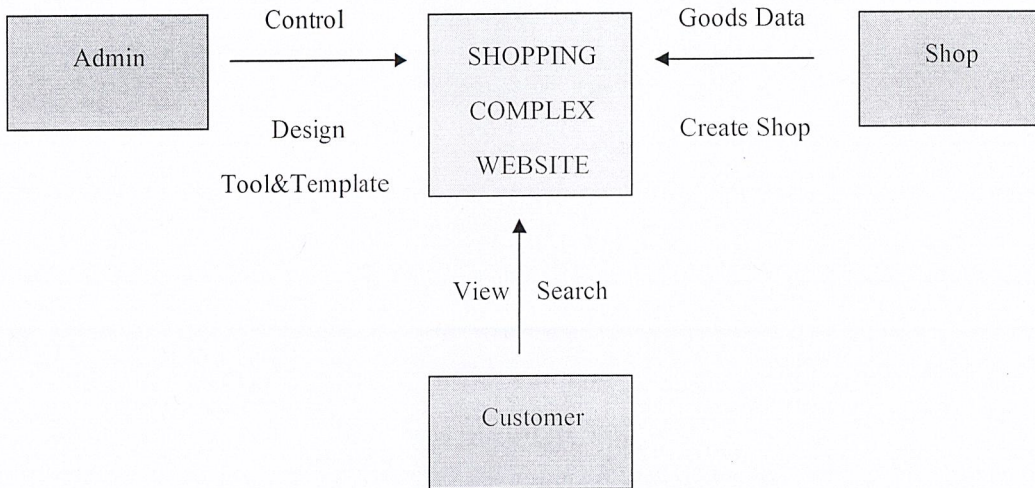 Control
Goods Data
Admin
SHOPPING
COMPLEX
WEBSITE
Shop
Design
Tool&Template
Create Shop
View
Search
Customer